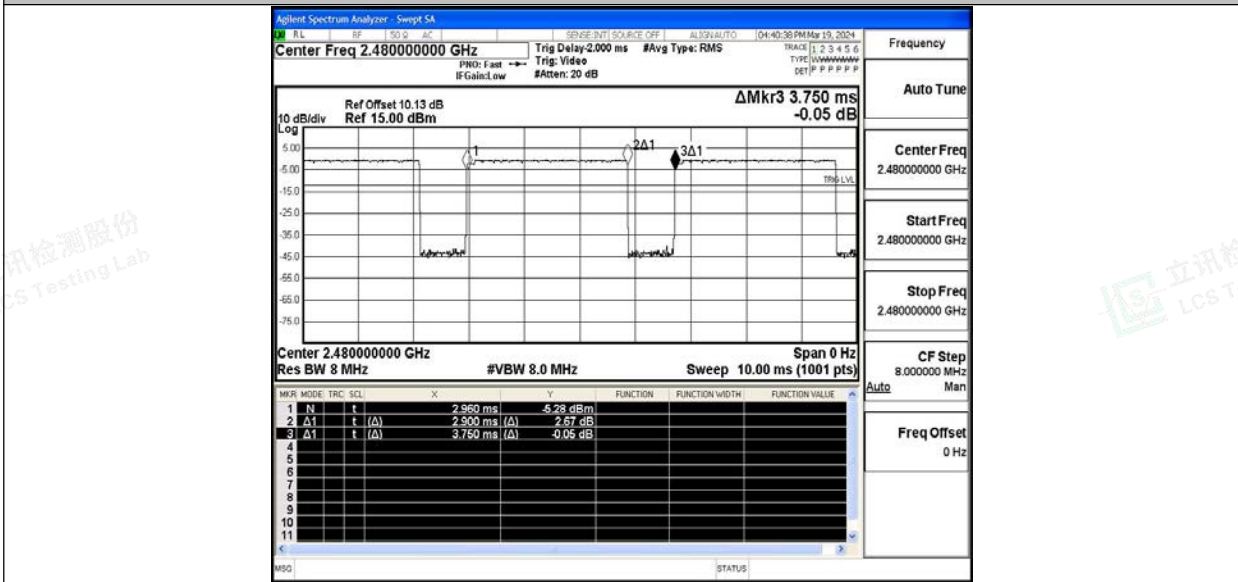 Agilent Spectrum Analyzer - Swept SA
RL RF 50 Ω AC SENSE:INT SOURCE OFF ALIGNAUTO 04:40:38 PM Mar 19, 2024
Center Freq 2.480000000 GHz
PNO: Fast
IFGain:Low
Trig Delay-2.000 ms
Trig: Video
#Atten: 20 dB
#Avg Type: RMS
TRACE 1 2 3 4 5 6
TYPE WWWWWW
DET P P P P P P
ΔMkr3 3.750 ms
-0.05 dB
Ref Offset 10.13 dB
10 dB/div Ref 15.00 dBm
Log
5.00
-5.00
-15.0
-25.0
-35.0
-45.0
-55.0
-65.0
-75.0
1
2Δ1
3Δ1
TRIG LVL
Center 2.480000000 GHz Span 0 Hz
Res BW 8 MHz #VBW 8.0 MHz Sweep 10.00 ms (1001 pts)
MKR MODE TRC SCL X Y FUNCTION FUNCTION WIDTH FUNCTION VALUE
1 N t 2.960 ms -5.28 dBm
2 Δ1 t (Δ) 2.900 ms (Δ) 2.67 dB
3 Δ1 t (Δ) 3.750 ms (Δ) -0.05 dB
4
5
6
7
8
9
10
11
MSG STATUS
Frequency
Auto Tune
Center Freq
2.480000000 GHz
Start Freq
2.480000000 GHz
Stop Freq
2.480000000 GHz
CF Step
8.000000 MHz
Auto Man
Freq Offset
0 Hz
讯检测股份
CS Testing Lab
立讯检
LCS T